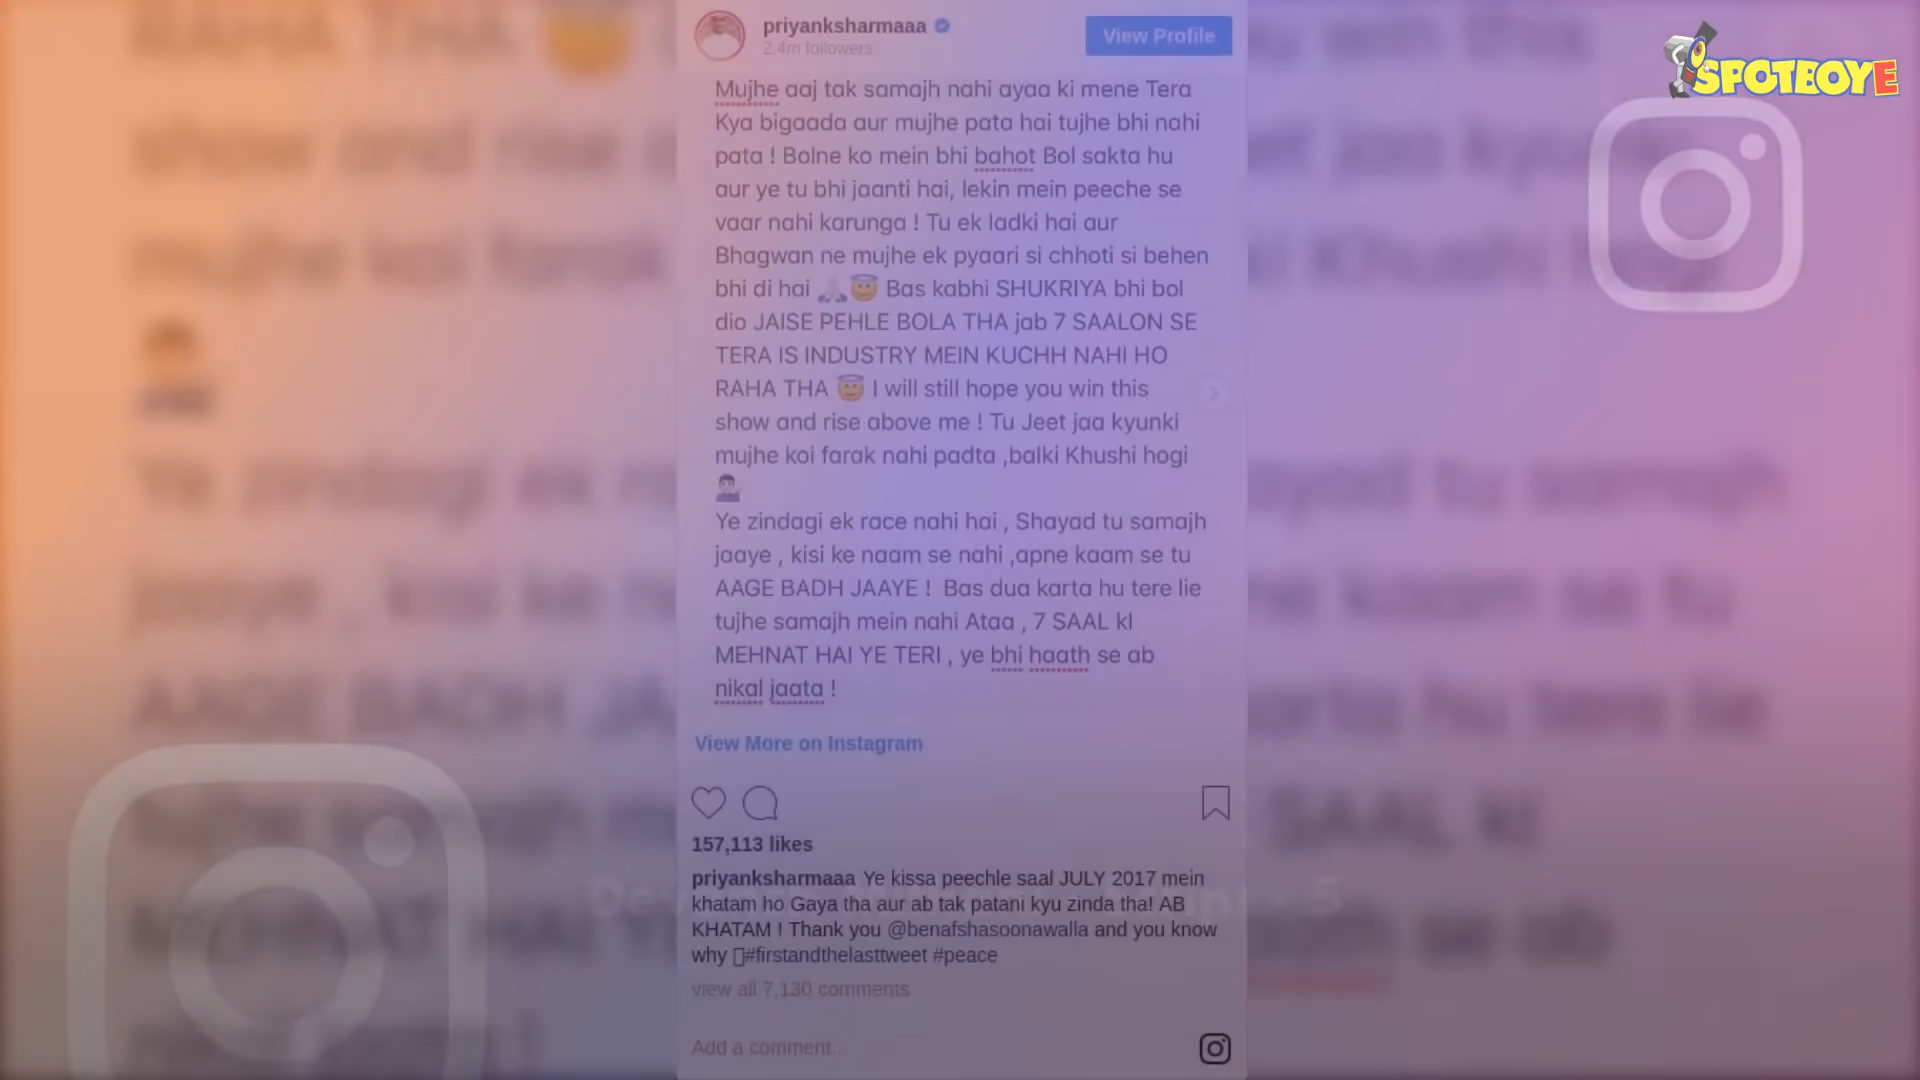 priyanksharmaaa
2.4m followers
View Profile
SPOTBOYE
Mujhe aaj tak samajh nahi ayaa ki mene Tera
Kya bigaada aur mujhe pata hai tujhe bhi nahi
pata ! Bolne ko mein bhi bahot Bol sakta hu
aur ye tu bhi jaanti hai, lekin mein peeche se
vaar nahi karunga ! Tu ek ladki hai aur
Bhagwan ne mujhe ek pyaari si chhoti si behen
bhi di hai 🙏🏻😇 Bas kabhi SHUKRIYA bhi bol
dio JAISE PEHLE BOLA THA jab 7 SAALON SE
TERA IS INDUSTRY MEIN KUCHH NAHI HO
RAHA THA 😇 I will still hope you win this
show and rise above me ! Tu Jeet jaa kyunki
mujhe koi farak nahi padta ,balki Khushi hogi
💁🏻‍♂️
Ye zindagi ek race nahi hai , Shayad tu samajh
jaaye , kisi ke naam se nahi ,apne kaam se tu
AAGE BADH JAAYE ! Bas dua karta hu tere lie
tujhe samajh mein nahi Ataa , 7 SAAL kI
MEHNAT HAI YE TERI , ye bhi haath se ab
nikal jaata !
View More on Instagram
157,113 likes
priyanksharmaaa Ye kissa peechle saal JULY 2017 mein
khatam ho Gaya tha aur ab tak patani kyu zinda tha! AB
KHATAM ! Thank you @benafshasoonawalla and you know
why #firstandthelasttweet #peace
view all 7,130 comments
Add a comment...